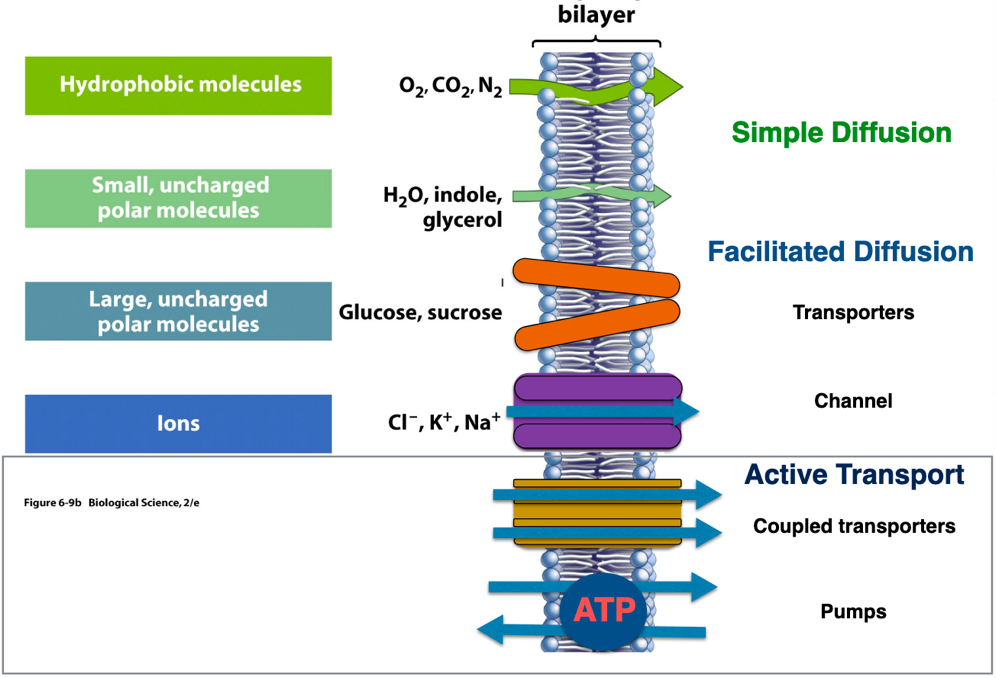 bilayer
Hydrophobic molecules
O₂, CO₂, N₂
Simple Diffusion
Small, uncharged
polar molecules
H₂O, indole,
glycerol
Facilitated Diffusion
Large, uncharged
polar molecules
Glucose, sucrose
Transporters
Channel
Ions
Cl⁻, K⁺, Na⁺
Active Transport
Figure 6-9b Biological Science, 2/e
Coupled transporters
ATP
Pumps